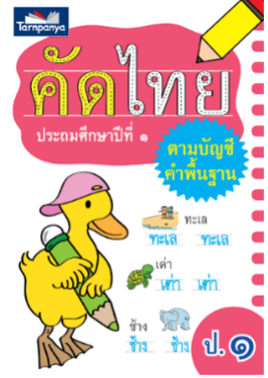 Tarnpanya
คัดไทย
ประถมศึกษาปีที่ ๑
ตามบัญชี
คำพื้นฐาน
ทะเล
ทะเล ทะเล
เต่า
เต่า เต่า
ช้าง
ช้าง ช้าง
ป.๑